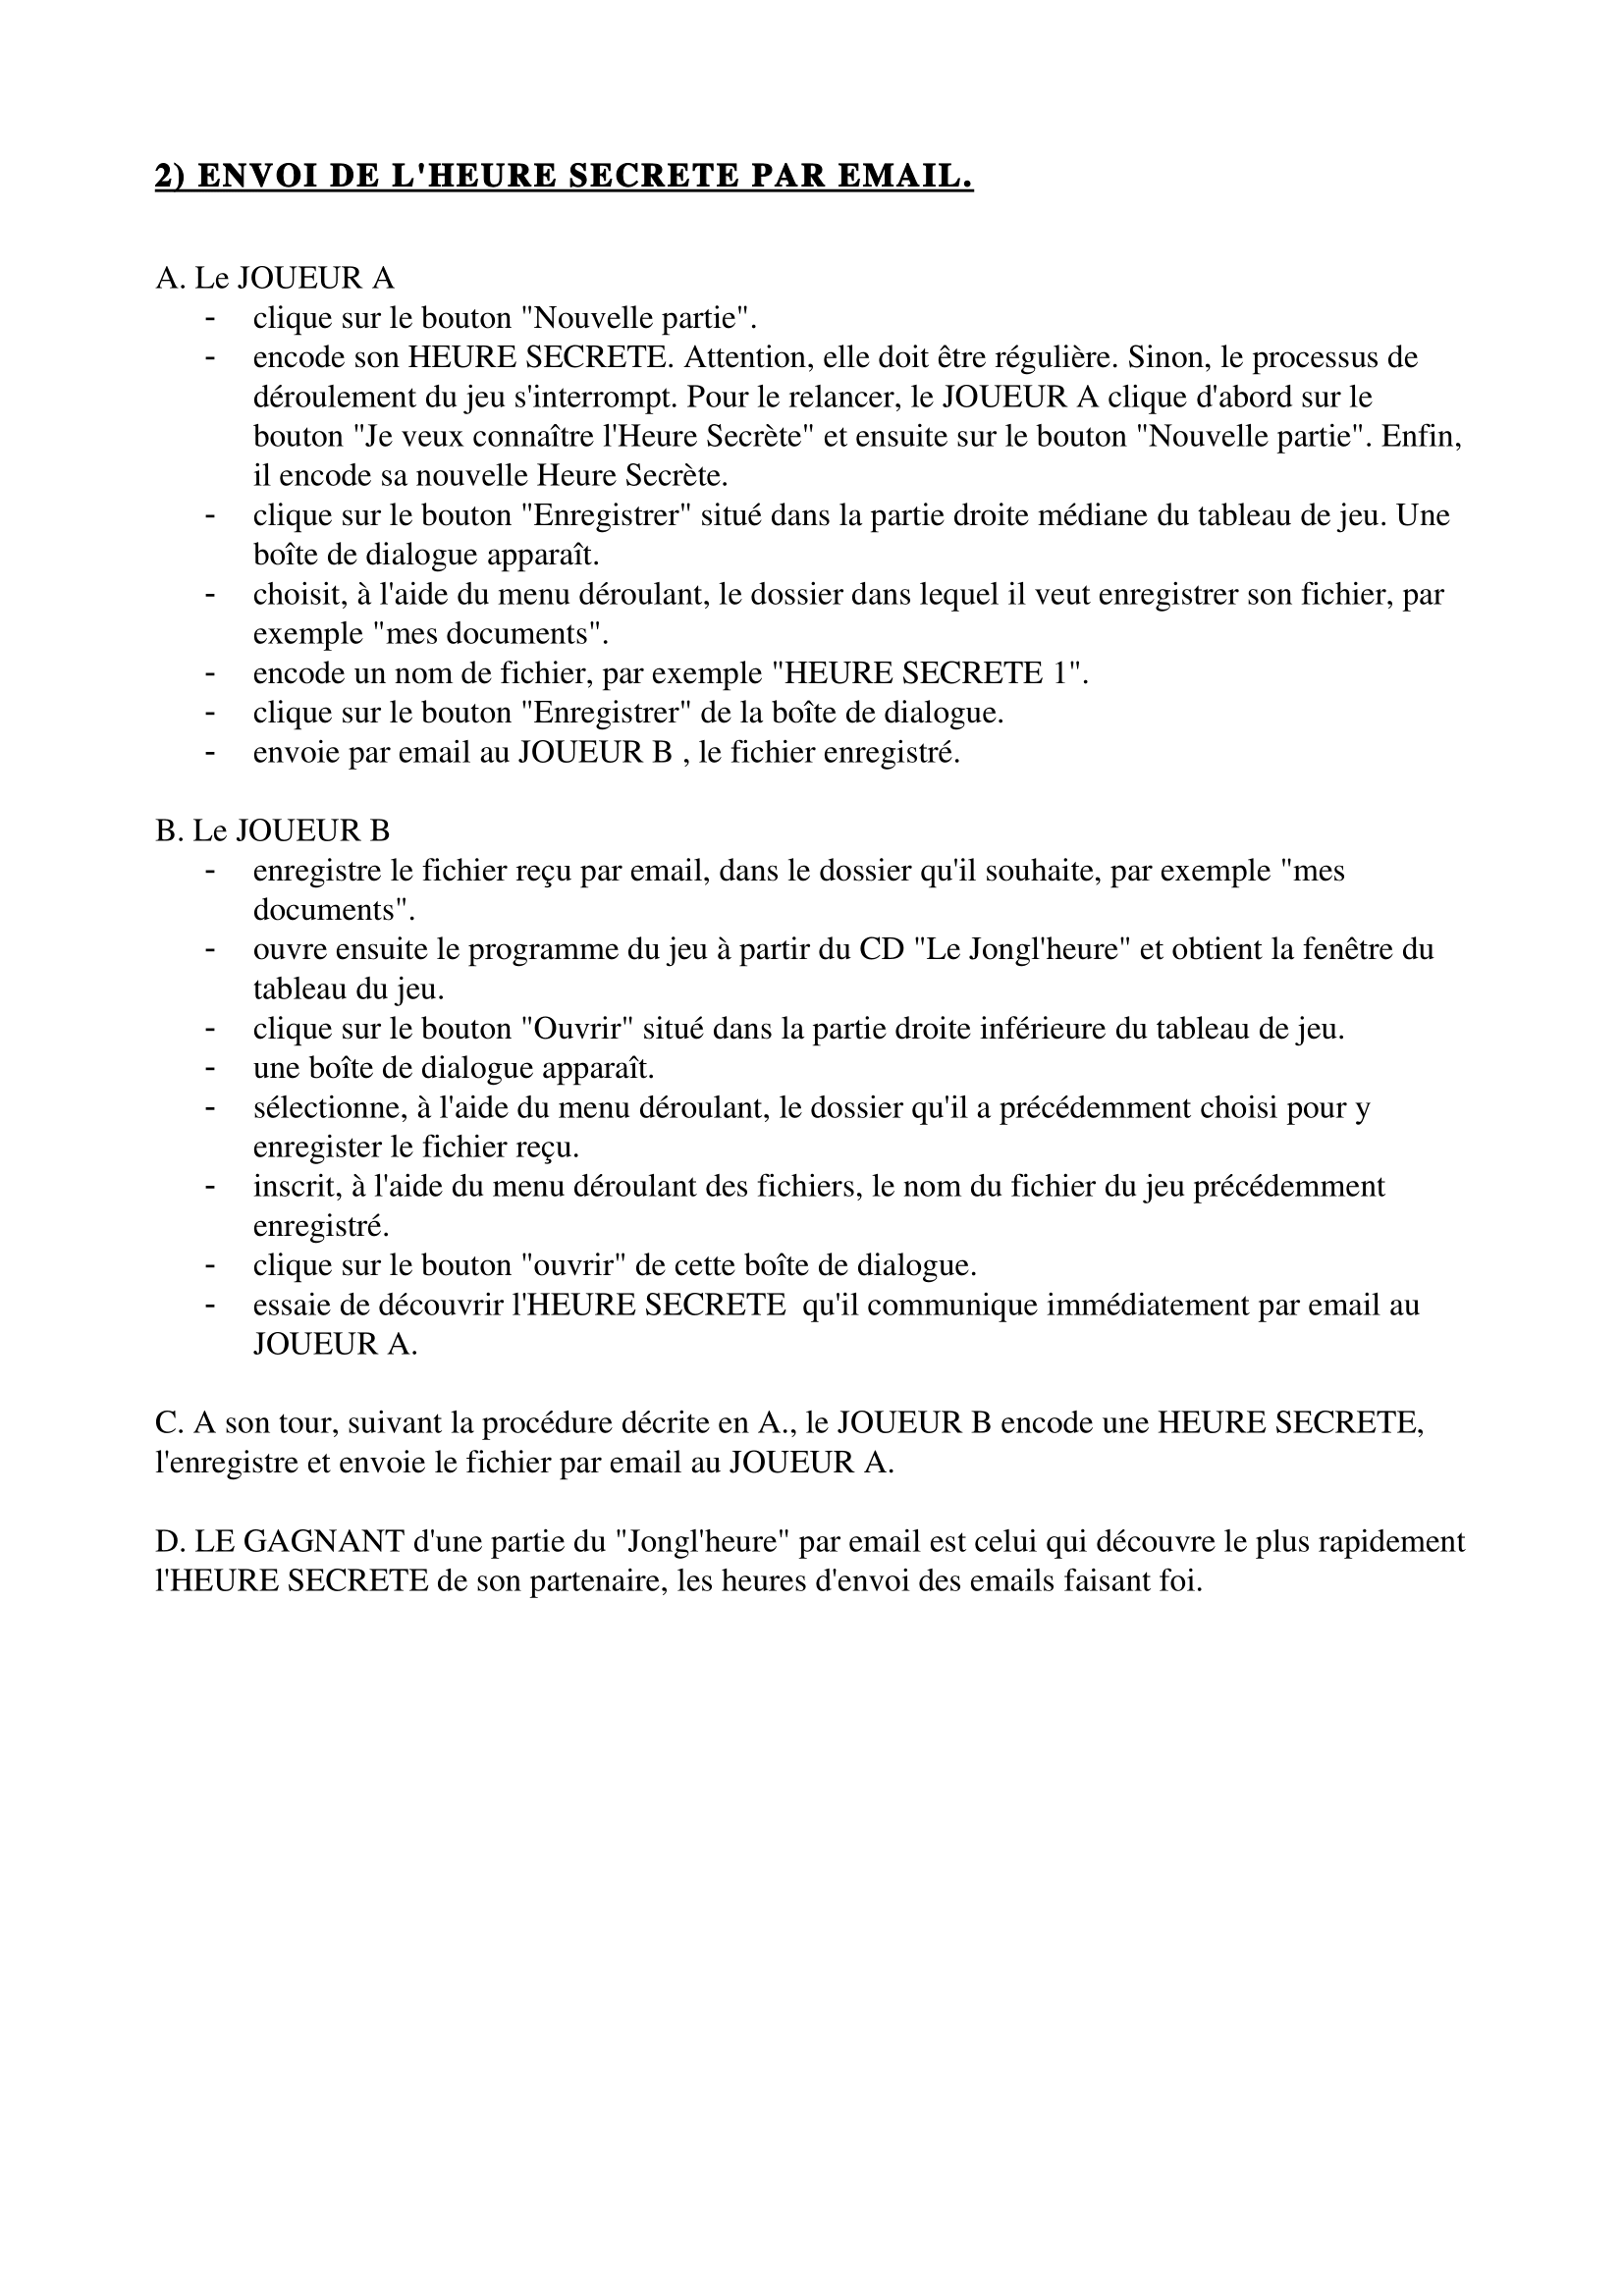 2) ENVOI DE L'HEURE SECRETE PAR EMAIL.
A. Le JOUEUR A
- clique sur le bouton "Nouvelle partie".
- encode son HEURE SECRETE. Attention, elle doit être régulière. Sinon, le processus de
déroulement du jeu s'interrompt. Pour le relancer, le JOUEUR A clique d'abord sur le
bouton "Je veux connaître l'Heure Secrète" et ensuite sur le bouton "Nouvelle partie". Enfin,
il encode sa nouvelle Heure Secrète.
- clique sur le bouton "Enregistrer" situé dans la partie droite médiane du tableau de jeu. Une
boîte de dialogue apparaît.
- choisit, à l'aide du menu déroulant, le dossier dans lequel il veut enregistrer son fichier, par
exemple "mes documents".
- encode un nom de fichier, par exemple "HEURE SECRETE 1".
- clique sur le bouton "Enregistrer" de la boîte de dialogue.
- envoie par email au JOUEUR B , le fichier enregistré.
B. Le JOUEUR B
- enregistre le fichier reçu par email, dans le dossier qu'il souhaite, par exemple "mes
documents".
- ouvre ensuite le programme du jeu à partir du CD "Le Jongl'heure" et obtient la fenêtre du
tableau du jeu.
- clique sur le bouton "Ouvrir" situé dans la partie droite inférieure du tableau de jeu.
- une boîte de dialogue apparaît.
- sélectionne, à l'aide du menu déroulant, le dossier qu'il a précédemment choisi pour y
enregister le fichier reçu.
- inscrit, à l'aide du menu déroulant des fichiers, le nom du fichier du jeu précédemment
enregistré.
- clique sur le bouton "ouvrir" de cette boîte de dialogue.
- essaie de découvrir l'HEURE SECRETE  qu'il communique immédiatement par email au
JOUEUR A.
C. A son tour, suivant la procédure décrite en A., le JOUEUR B encode une HEURE SECRETE,
l'enregistre et envoie le fichier par email au JOUEUR A.
D. LE GAGNANT d'une partie du "Jongl'heure" par email est celui qui découvre le plus rapidement
l'HEURE SECRETE de son partenaire, les heures d'envoi des emails faisant foi.